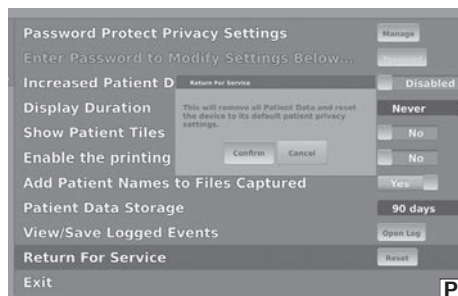 Password Protect Privacy Settings Manage
Enter Password to Modify Settings Below...
Increased Patient D Disabled
Return For Service
This will remove all Patient Data and reset
the device to its default patient privacy
settings.
Confirm Cancel
Display Duration Never
Show Patient Tiles No
Enable the printing No
Add Patient Names to Files Captured Yes
Patient Data Storage 90 days
View/Save Logged Events Open Log
Return For Service Reset
Exit
P